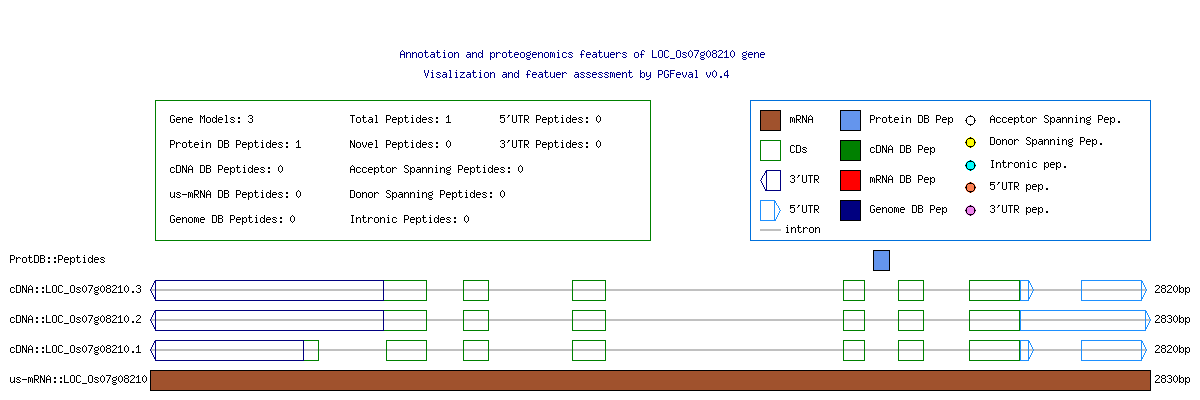 Annotation and proteogenomics featuers of LOC_Os07g08210 gene
Visalization and featuer assessment by PGFeval v0.4
Gene Models: 3 Total Peptides: 1 5'UTR Peptides: 0
Protein DB Peptides: 1 Novel Peptides: 0 3'UTR Peptides: 0
cDNA DB Peptides: 0 Acceptor Spanning Peptides: 0
us-mRNA DB Peptides: 0 Donor Spanning Peptides: 0
Genome DB Peptides: 0 Intronic Peptides: 0
mRNA Protein DB Pep Acceptor Spanning Pep.
CDs cDNA DB Pep Donor Spanning Pep.
3'UTR mRNA DB Pep Intronic pep.
5'UTR Genome DB Pep 5'UTR pep.
intron 3'UTR pep.
ProtDB::Peptides
cDNA::LOC_Os07g08210.3 2820bp
cDNA::LOC_Os07g08210.2 2830bp
cDNA::LOC_Os07g08210.1 2820bp
us-mRNA::LOC_Os07g08210 2830bp